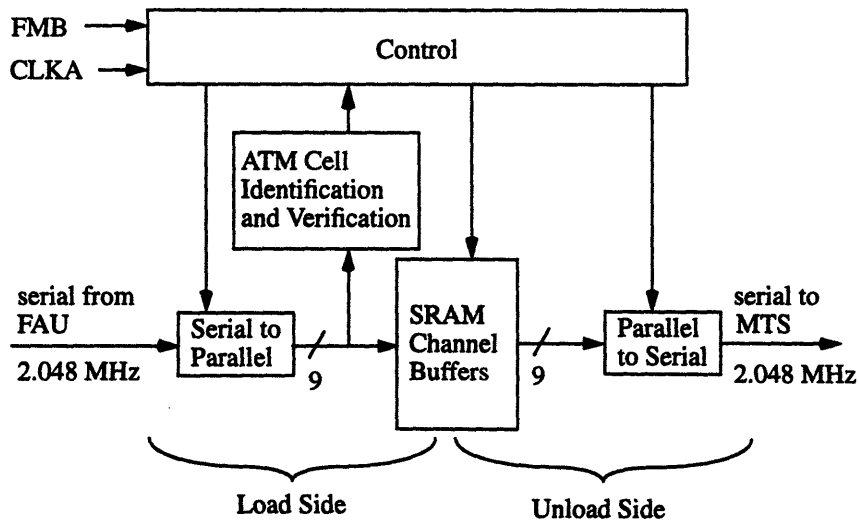 FMB
CLKA
Control
ATM Cell
Identification
and Verification
serial from
FAU
2.048 MHz
Serial to
Parallel
9
SRAM
Channel
Buffers
9
Parallel
to Serial
serial to
MTS
2.048 MHz
Load Side
Unload Side